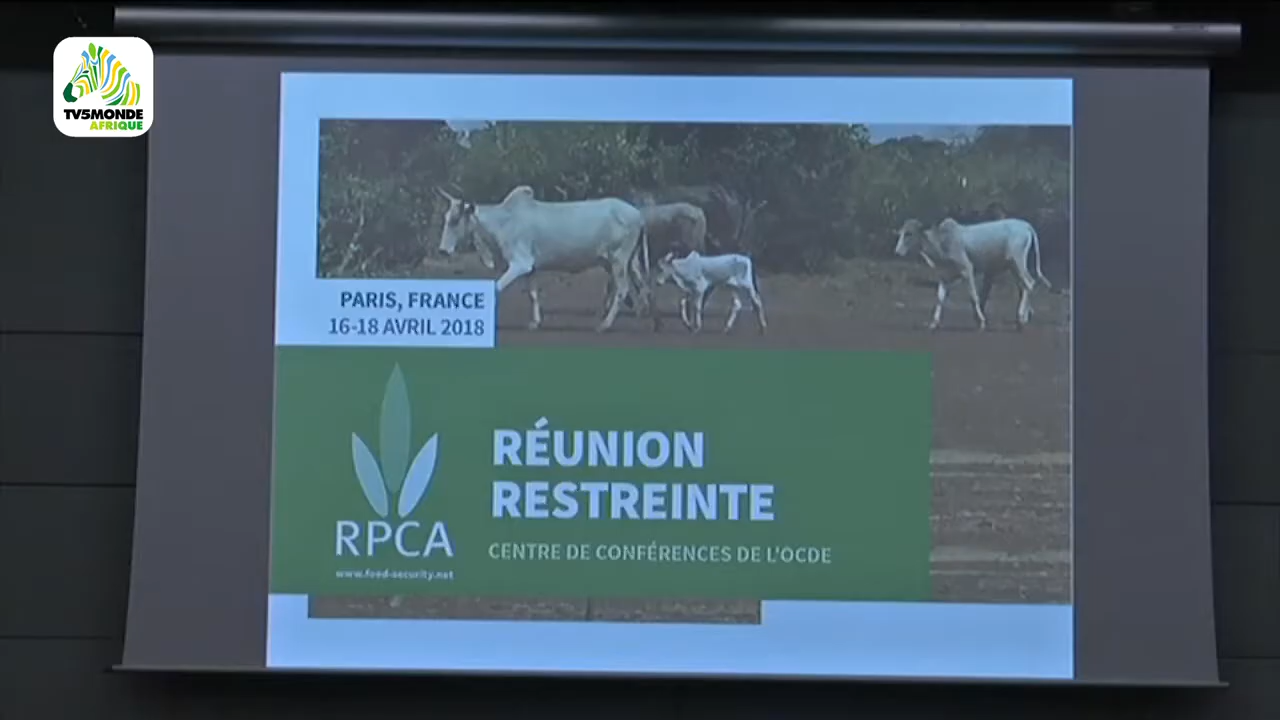 TV5MONDE
AFRIQUE
PARIS, FRANCE
16-18 AVRIL 2018
RÉUNION
RESTREINTE
RPCA
CENTRE DE CONFÉRENCES DE L'OCDE
www.food-security.net